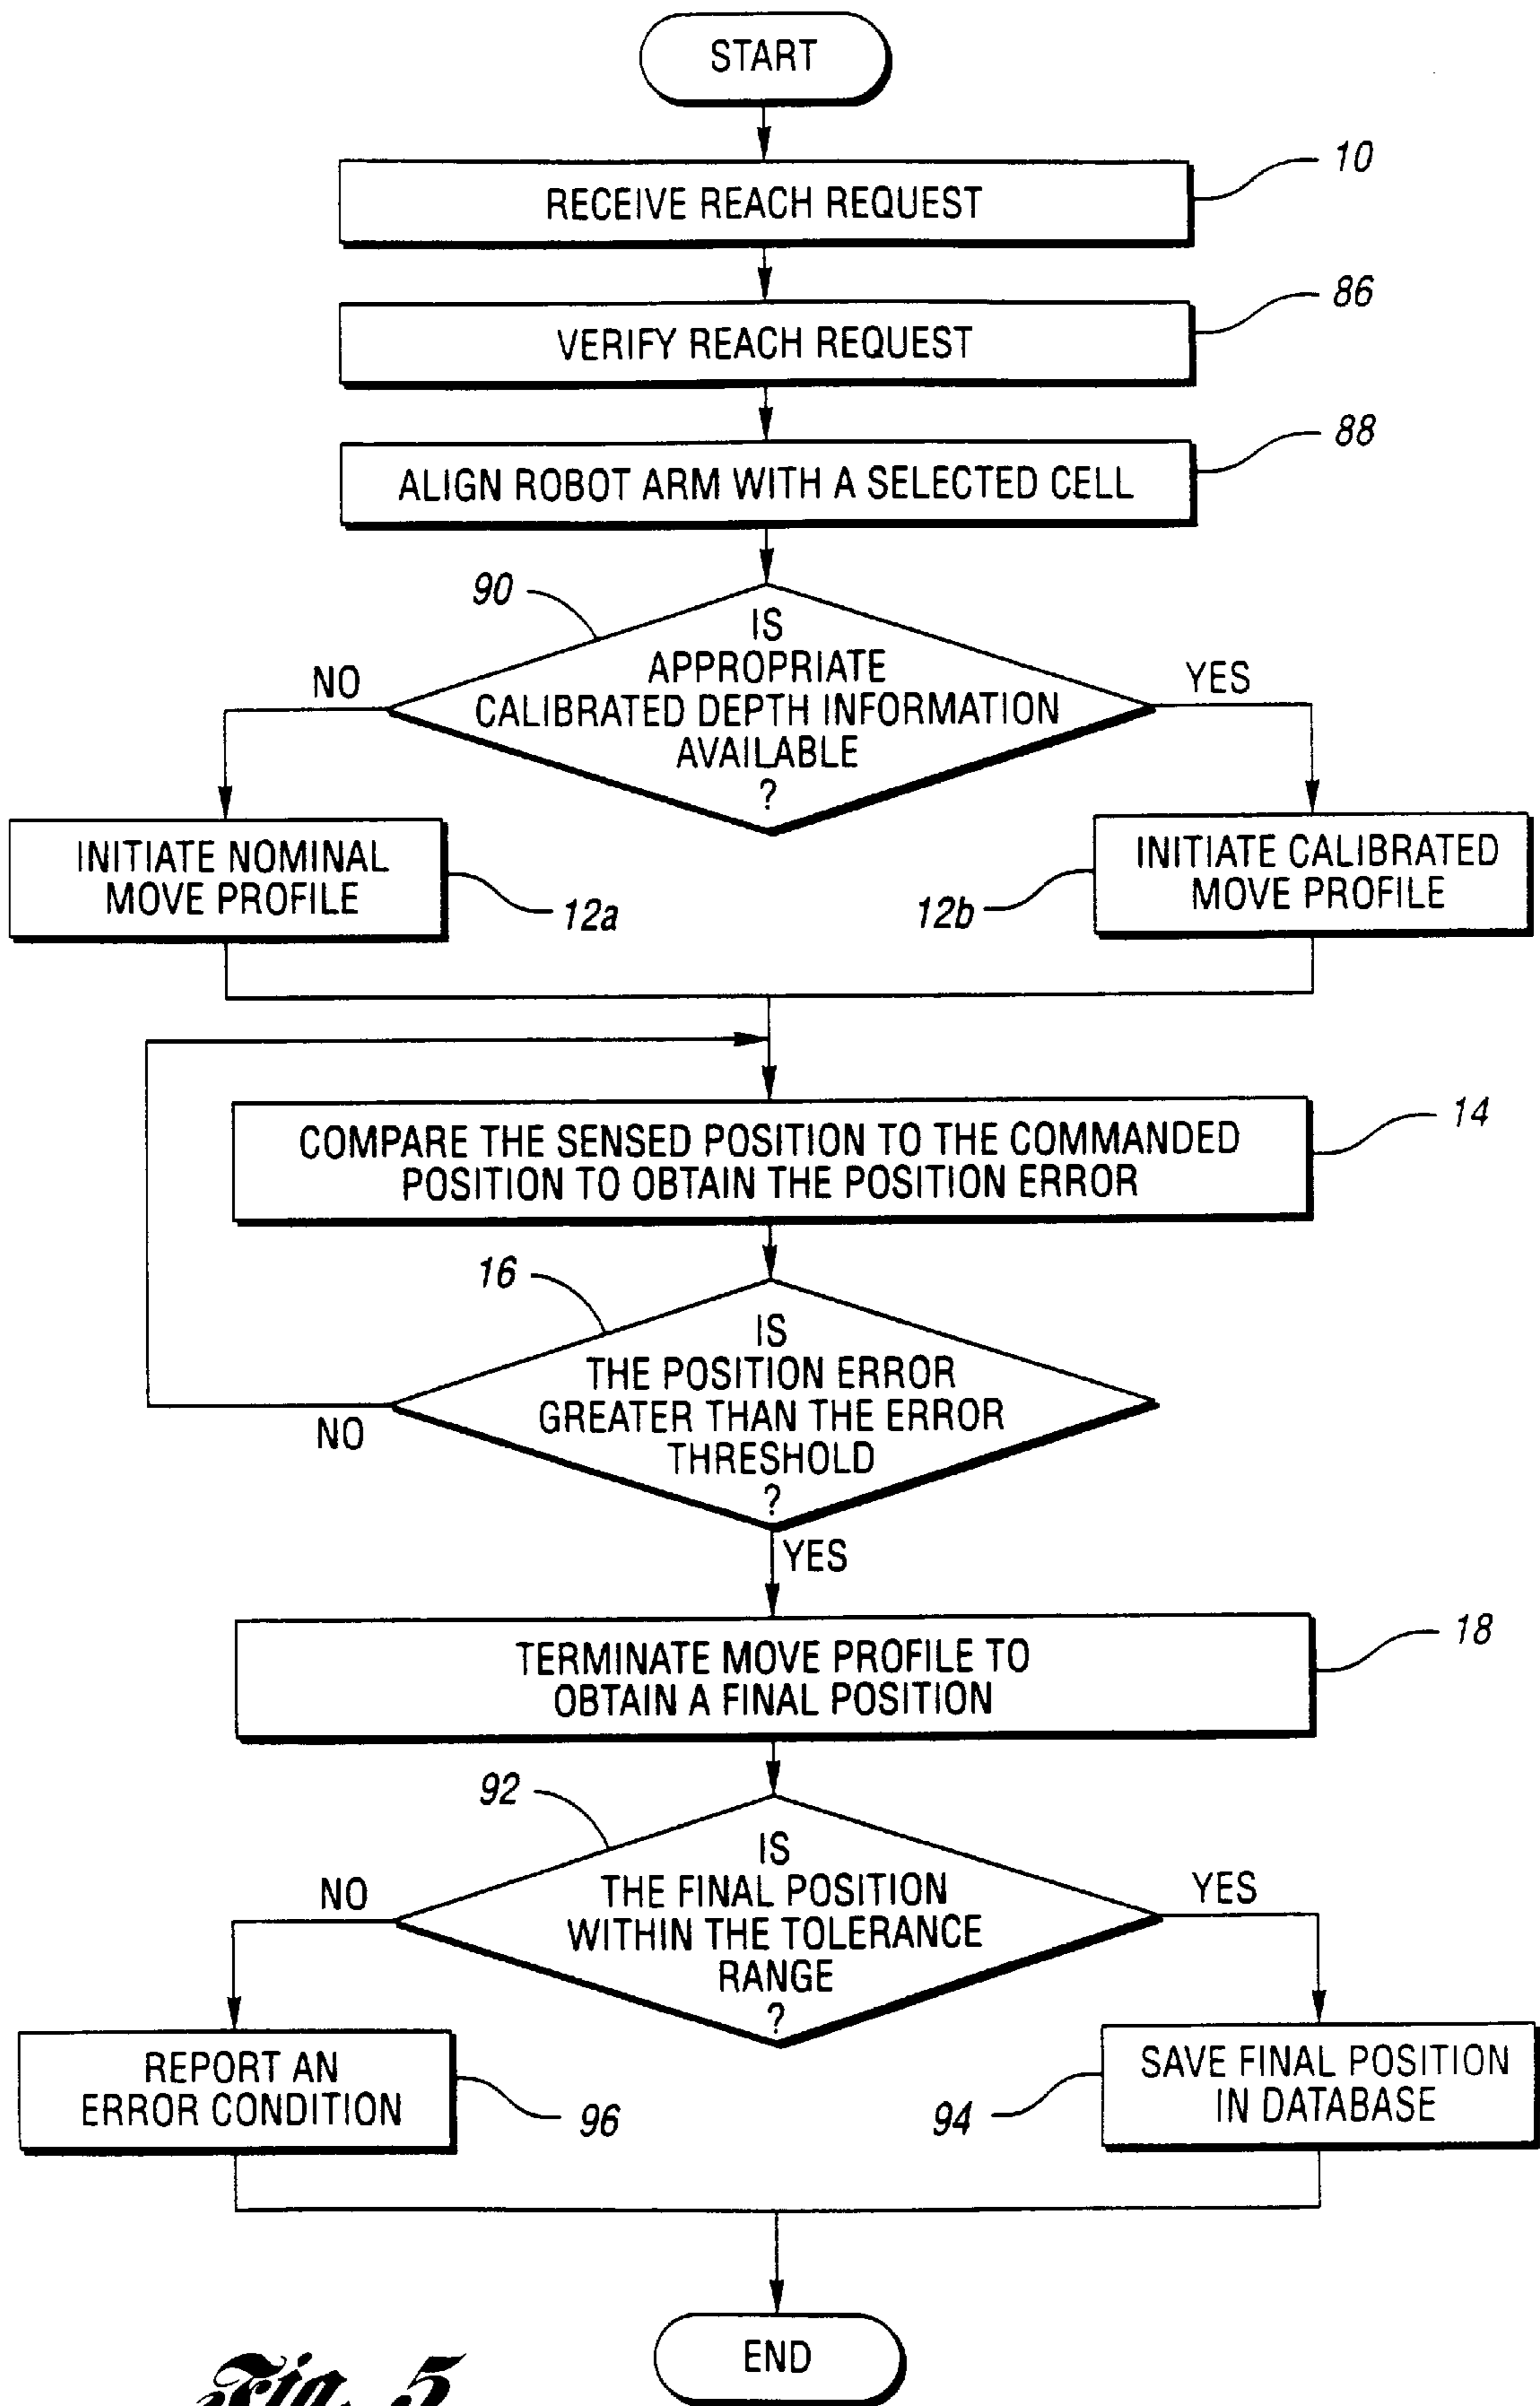 START
RECEIVE REACH REQUEST
10
VERIFY REACH REQUEST
86
ALIGN ROBOT ARM WITH A SELECTED CELL
88
90
IS
APPROPRIATE
CALIBRATED DEPTH INFORMATION
AVAILABLE
?
NO
YES
INITIATE NOMINAL
MOVE PROFILE
12a
INITIATE CALIBRATED
MOVE PROFILE
12b
COMPARE THE SENSED POSITION TO THE COMMANDED
POSITION TO OBTAIN THE POSITION ERROR
14
16
IS
THE POSITION ERROR
GREATER THAN THE ERROR
THRESHOLD
?
NO
YES
TERMINATE MOVE PROFILE TO
OBTAIN A FINAL POSITION
18
92
IS
THE FINAL POSITION
WITHIN THE TOLERANCE
RANGE
?
NO
YES
REPORT AN
ERROR CONDITION
96
SAVE FINAL POSITION
IN DATABASE
94
END
Fig. 5